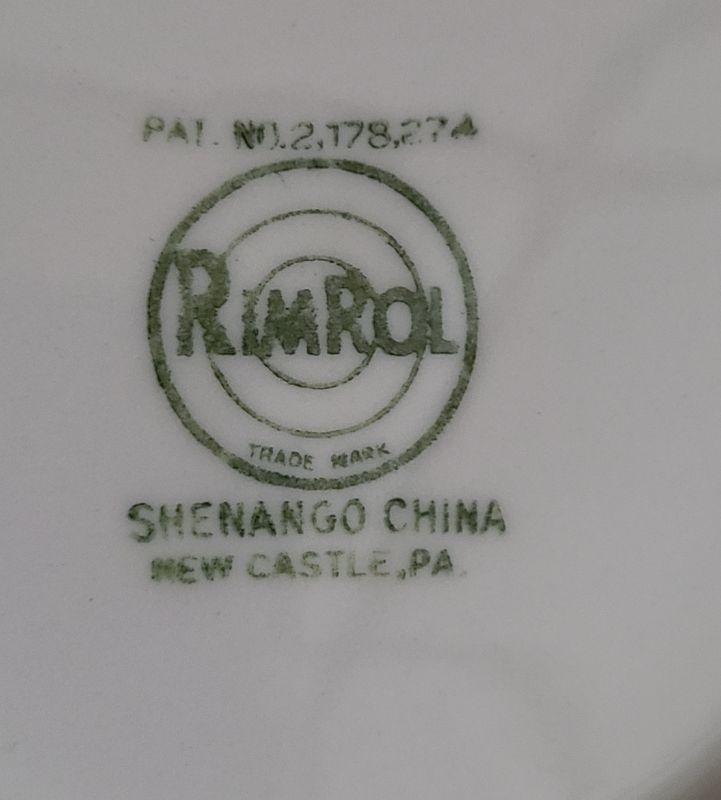 PAT. NO. 2,178,274
RIMROL
TRADE MARK
SHENANGO CHINA
NEW CASTLE, PA.